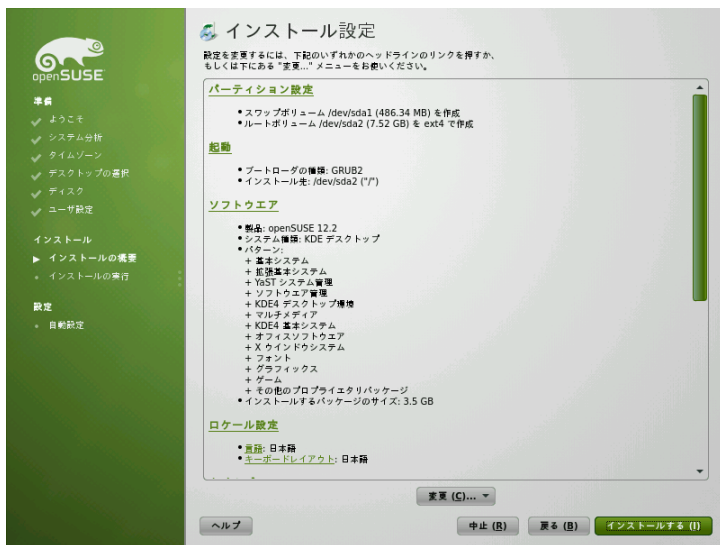 openSUSE
準備
ようこそ
システム分析
タイムゾーン
デスクトップの選択
ディスク
ユーザ設定
インストール
インストールの概要
インストールの実行
設定
自動設定
インストール設定
設定を変更するには、下記のいずれかのヘッドラインのリンクを押すか、
もしくは下にある "変更..." メニューをお使いください。
パーティション設定
スワップボリューム /dev/sda1 (486.34 MB) を作成
ルートボリューム /dev/sda2 (7.52 GB) を ext4 で作成
起動
ブートローダの種類: GRUB2
インストール先: /dev/sda2 ("/")
ソフトウエア
製品: openSUSE 12.2
システム種類: KDE デスクトップ
パターン:
+ 基本システム
+ 拡張基本システム
+ YaST システム管理
+ ソフトウエア管理
+ KDE4 デスクトップ環境
+ マルチメディア
+ KDE4 基本システム
+ オフィスソフトウエア
+ X ウインドウシステム
+ フォント
+ グラフィックス
+ ゲーム
+ その他のプロプライエタリパッケージ
インストールするパッケージのサイズ: 3.5 GB
ロケール設定
言語: 日本語
キーボードレイアウト: 日本語
変更 (C)...
ヘルプ
中止 (R)
戻る (B)
インストールする (I)